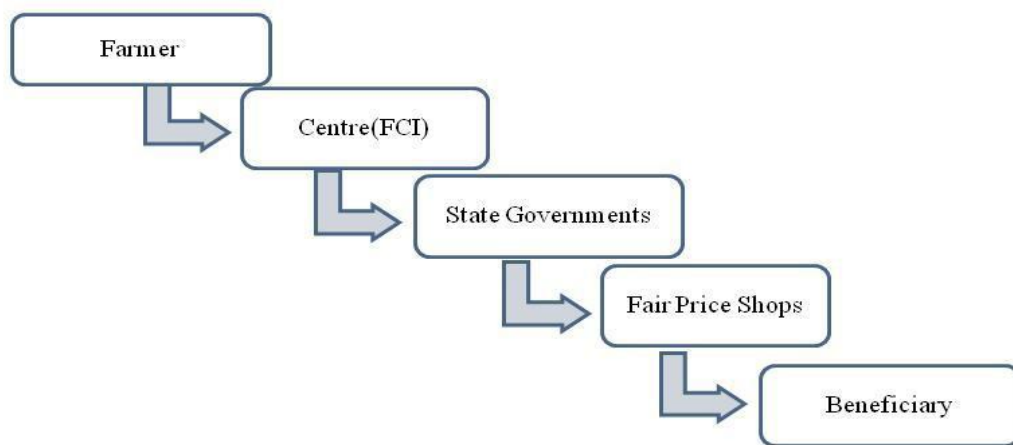 Farmer
Centre(FCI)
State Governments
Fair Price Shops
Beneficiary